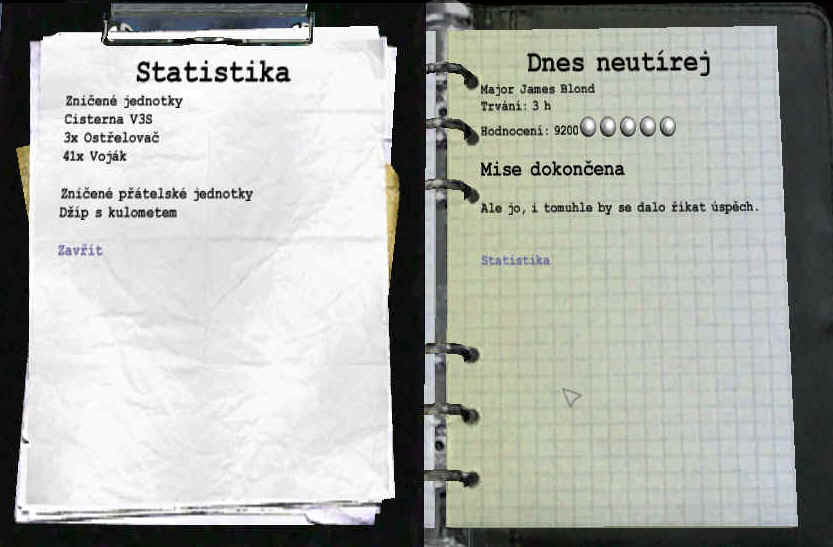 Statistika
Zničené jednotky
Cisterna V3S
3x Ostřelovač
41x Voják
Zničené přátelské jednotky
Džíp s kulometem
Zavřít
Dnes neutírej
Major James Blond
Trvání: 3 h
Hodnocení: 9200
Mise dokončena
Ale jo, i tomuhle by se dalo říkat úspěch.
Statistika